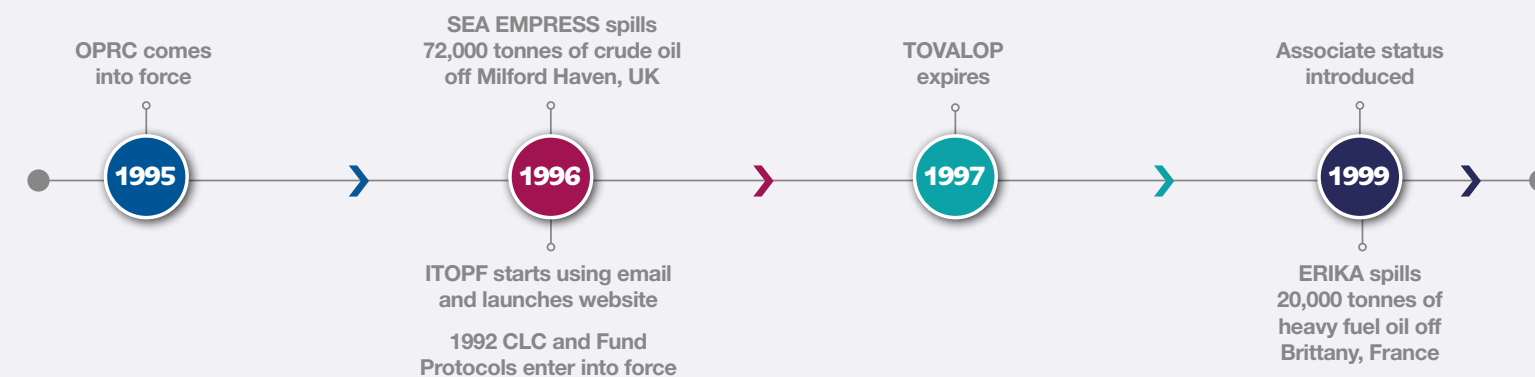 OPRC comes
into force
1995
SEA EMPRESS spills
72,000 tonnes of crude oil
off Milford Haven, UK
1996
ITOPF starts using email
and launches website
1992 CLC and Fund
Protocols enter into force
TOVALOP
expires
1997
Associate status
introduced
1999
ERIKA spills
20,000 tonnes of
heavy fuel oil off
Brittany, France